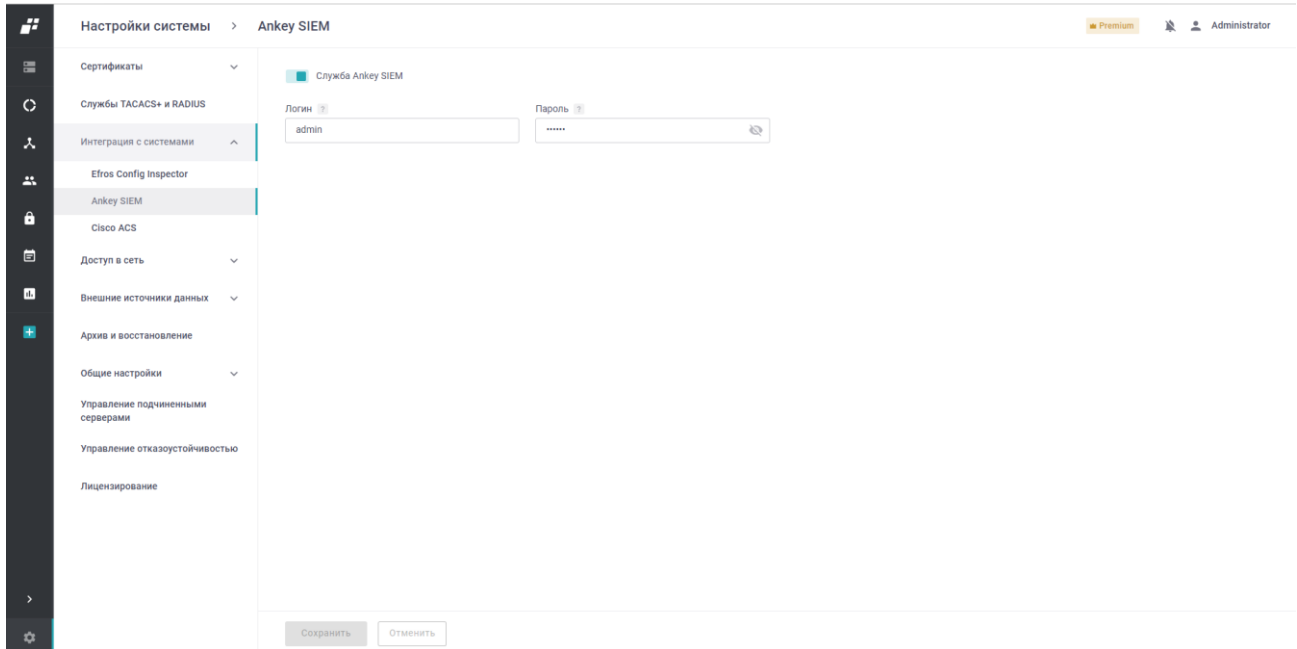 Настройки системы > Ankey SIEM
Premium
Administrator
Сертификаты
Службы TACACS+ и RADIUS
Интеграция с системами
Efros Config Inspector
Ankey SIEM
Cisco ACS
Доступ в сеть
Внешние источники данных
Архив и восстановление
Общие настройки
Управление подчиненными
серверами
Управление отказоустойчивостью
Лицензирование
Служба Ankey SIEM
Логин ?
Пароль ?
admin
••••••
Сохранить
Отменить